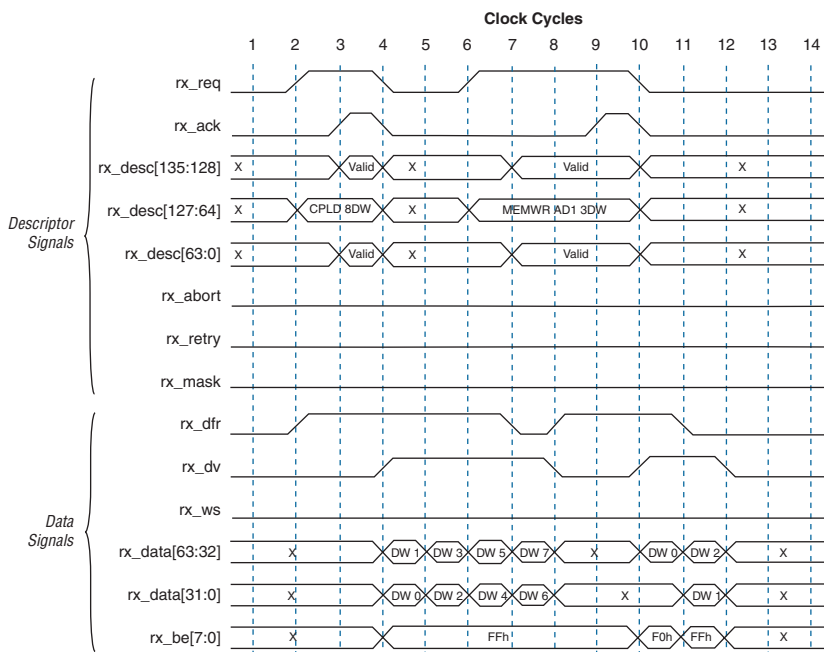 Clock Cycles
1 2 3 4 5 6 7 8 9 10 11 12 13 14
Descriptor
Signals
rx_req
rx_ack
rx_desc[135:128] X Valid X Valid X
rx_desc[127:64] X CPLD 8DW X MEMWR AD1 3DW X
rx_desc[63:0] X Valid X Valid X
rx_abort
rx_retry
rx_mask
Data
Signals
rx_dfr
rx_dv
rx_ws
rx_data[63:32] X DW 1 DW 3 DW 5 DW 7 X DW 0 DW 2 X
rx_data[31:0] X DW 0 DW 2 DW 4 DW 6 X DW 1 X
rx_be[7:0] X FFh F0h FFh X